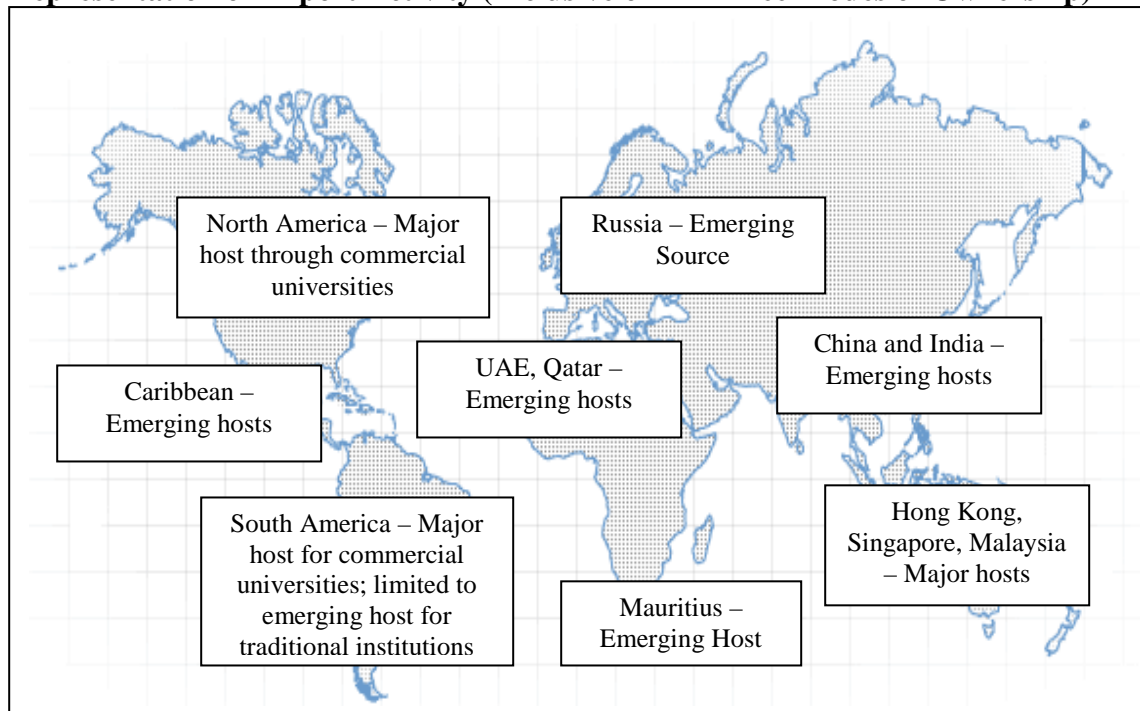 North America – Major
host through commercial
universities
Russia – Emerging
Source
China and India –
Emerging hosts
UAE, Qatar –
Emerging hosts
Caribbean –
Emerging hosts
South America – Major
host for commercial
universities; limited to
emerging host for
traditional institutions
Hong Kong,
Singapore, Malaysia
– Major hosts
Mauritius –
Emerging Host